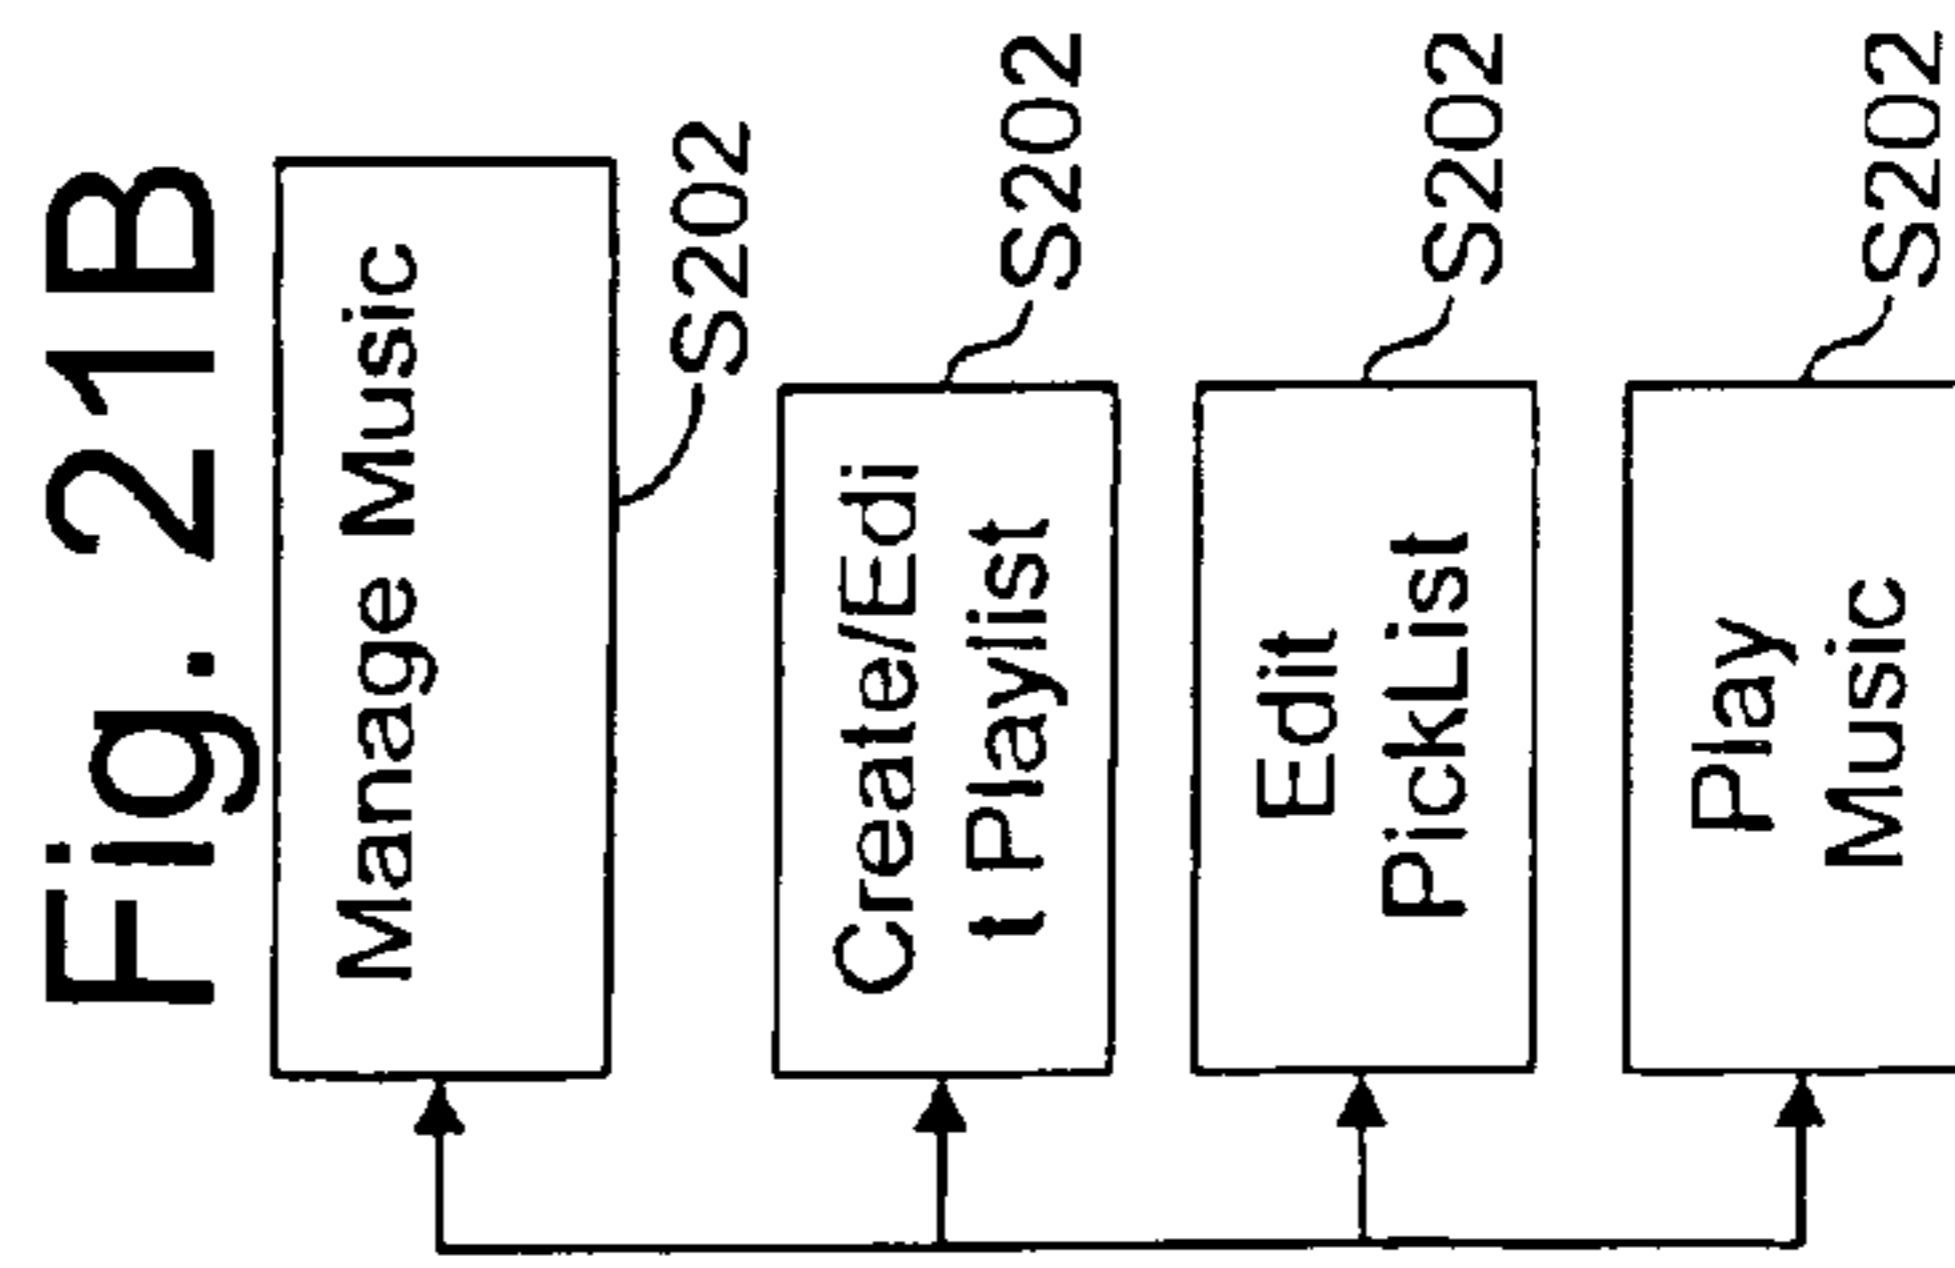 Fig. 21B
Manage Music
S202
Create/Edi
t Playlist
S202
Edit
PickList
S202
Play
Music
S202